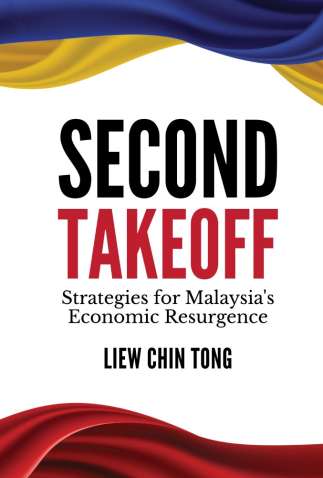 SECOND
TAKEOFF
Strategies for Malaysia's
Economic Resurgence
LIEW CHIN TONG